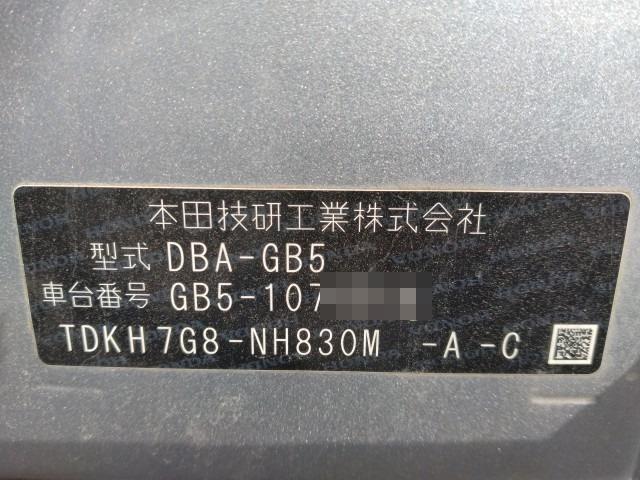 本田技研工業株式会社
型式 DBA-GB5
車台番号 GB5-107
TDKH7G8-NH830M -A -C